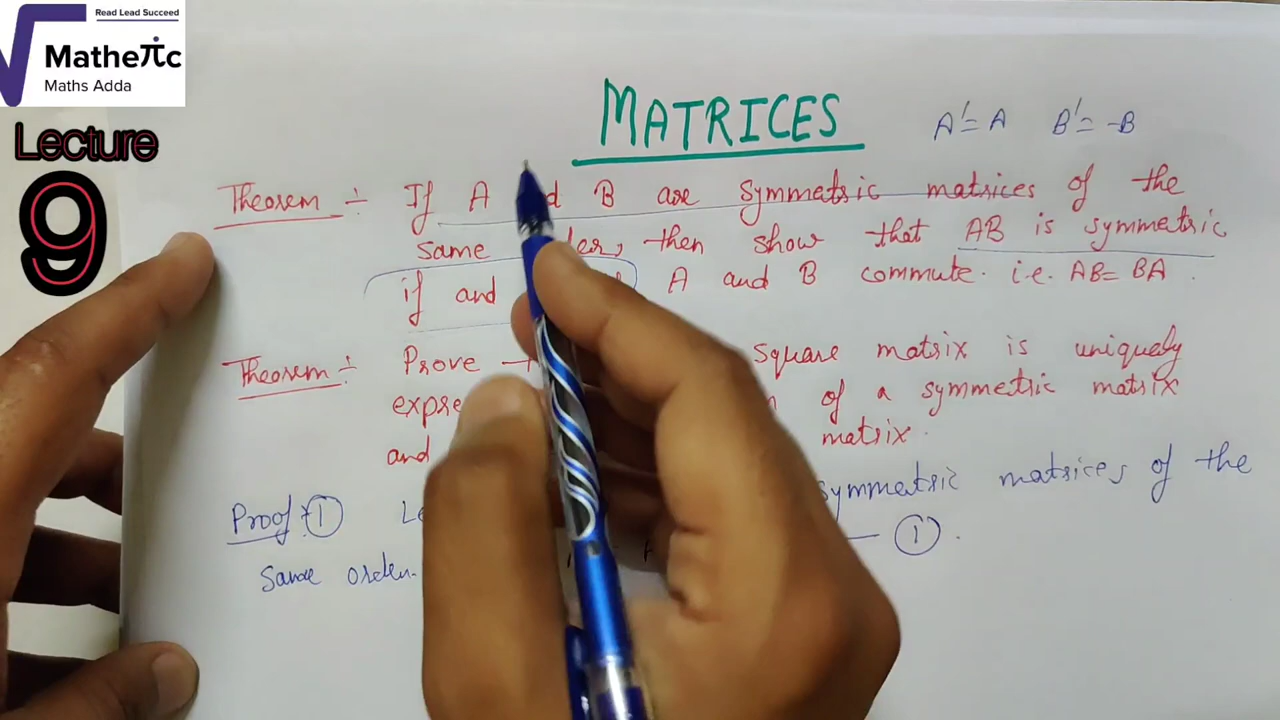 Read Lead Succeed
Matheπc
Maths Adda
Lecture
9
MATRICES
A'= A B'= -B
Theorem ÷ If A B are symmetric matrices of the
same then show that AB is symmetric
if and A and B commute. i.e. AB= BA.
Theorem ÷ Prove square matrix is uniquely
of a symmetric matrix
and matrix.
Proof ÷ ① symmetric matrices of the
Same order. — ①.